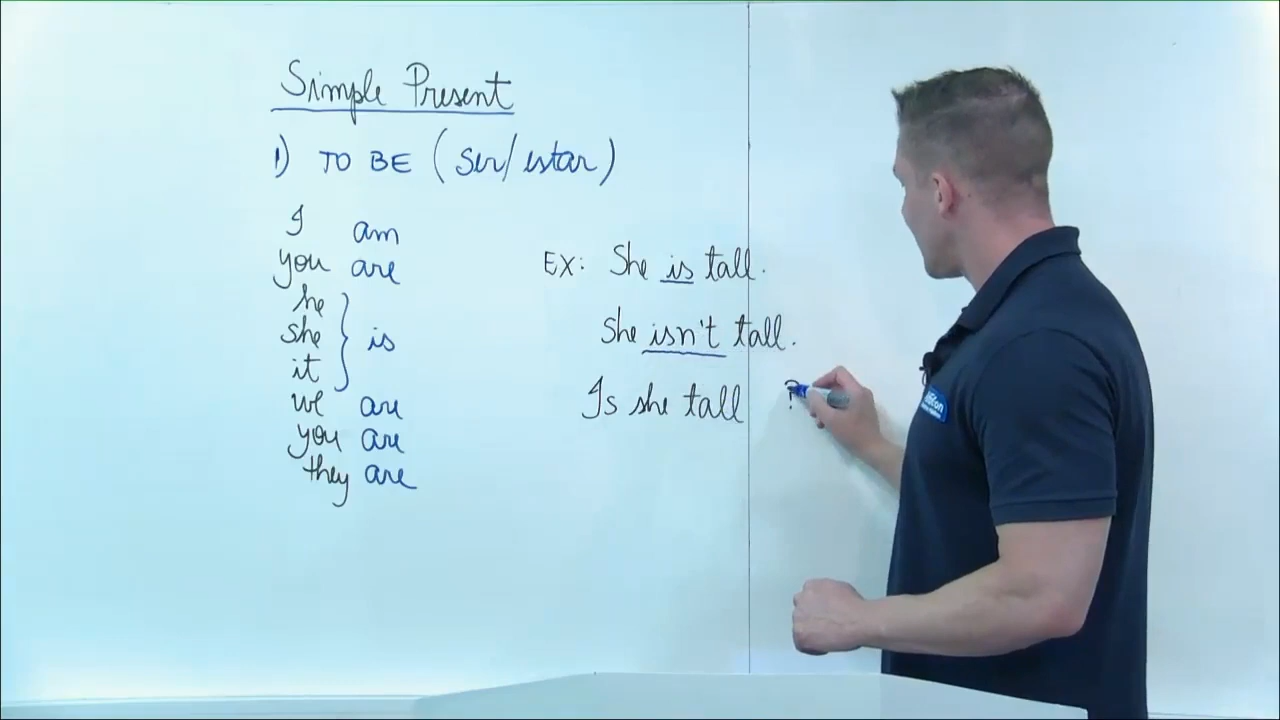 Simple Present
1) TO BE (ser/estar)
I am
you are
he
she } is
it
we are
you are
they are
EX: She is tall.
She isn't tall.
Is she tall ?